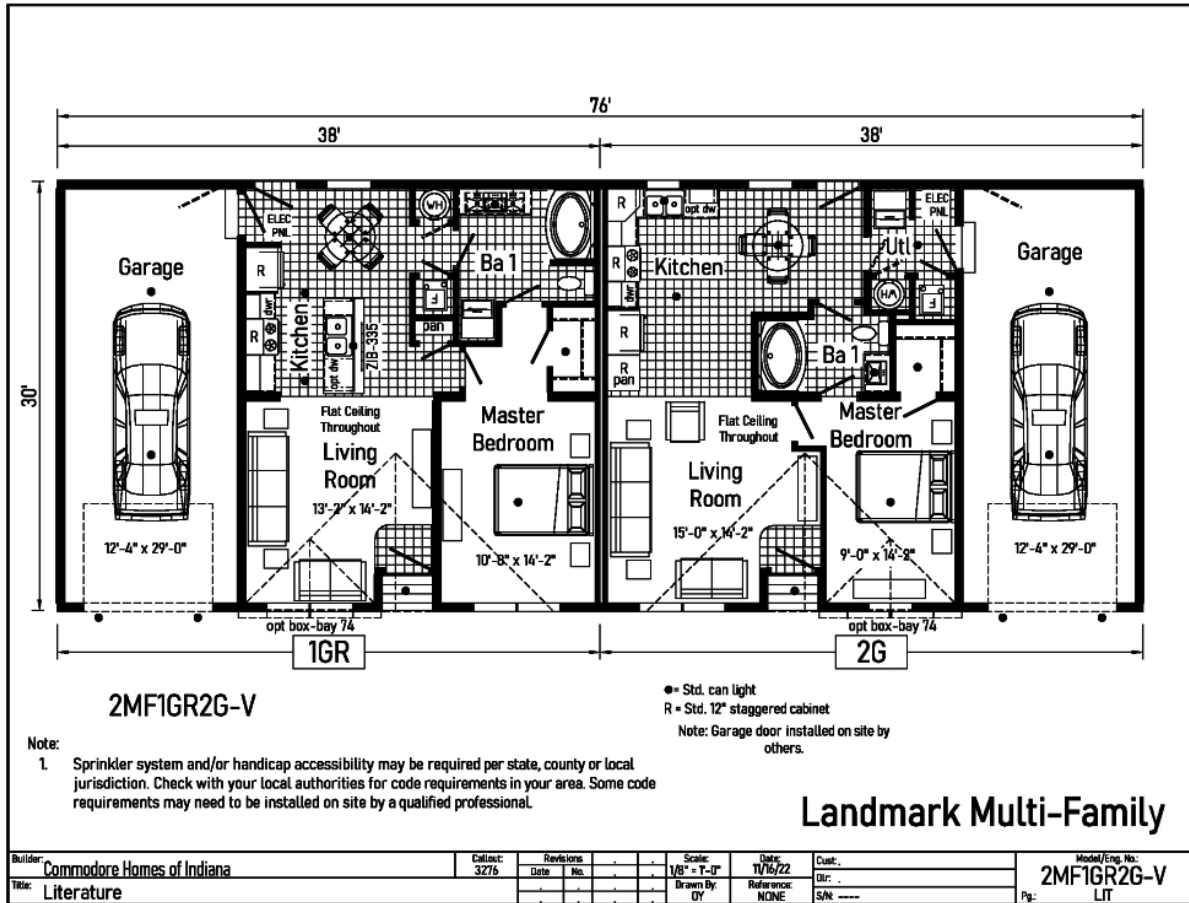 76'
38'
38'
30'
ELEC
PNL
WH
Garage
R
dwr
R
Kitchen
ZIB-335
opt dw
F
pan
Ba 1
Flat Ceiling
Throughout
Living
Room
13'-2" x 14'-2"
Master
Bedroom
10'-8" x 14'-2"
12'-4" x 29'-0"
opt box-bay 74
1GR
R
opt dw
R
dwr
Kitchen
R
R
pan
Utl
ELEC
PNL
WH
F
Garage
Ba 1
Flat Ceiling
Throughout
Living
Room
15'-0" x 14'-2"
Master
Bedroom
9'-0" x 14'-2"
12'-4" x 29'-0"
opt box-bay 74
2G
2MF1GR2G-V
●= Std. can light
R = Std. 12" staggered cabinet
Note: Garage door installed on site by
others.
Note:
1. Sprinkler system and/or handicap accessibility may be required per state, county or local
jurisdiction. Check with your local authorities for code requirements in your area. Some code
requirements may need to be installed on site by a qualified professional.
Landmark Multi-Family
Builder: Commodore Homes of Indiana
Title: Literature
Callout:
3276
Revisions
Date No.
Scale:
1/8" = 1'-0"
Drawn By:
OY
Date:
11/16/22
Reference:
NONE
Cust.: .
Dlr: .
S/N: ----
Model/Eng. No.:
2MF1GR2G-V
Pg.: LIT